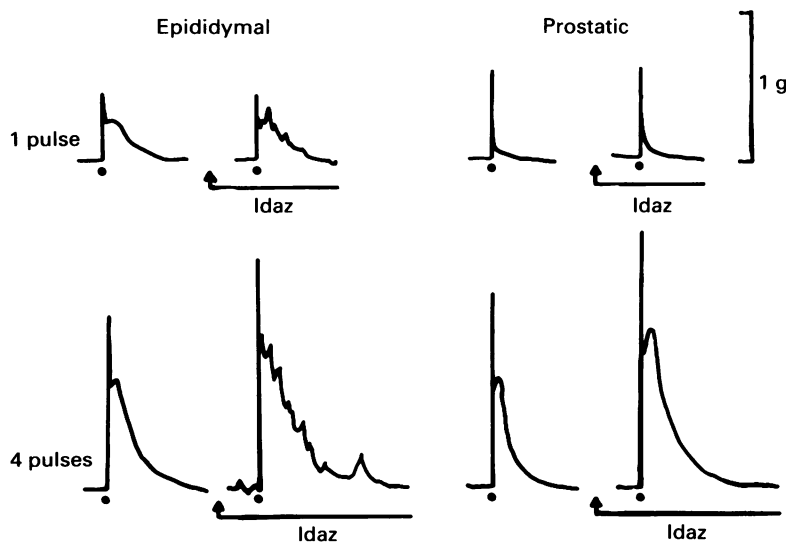 Epididymal
Prostatic
1 g
1 pulse
Idaz
Idaz
4 pulses
Idaz
Idaz